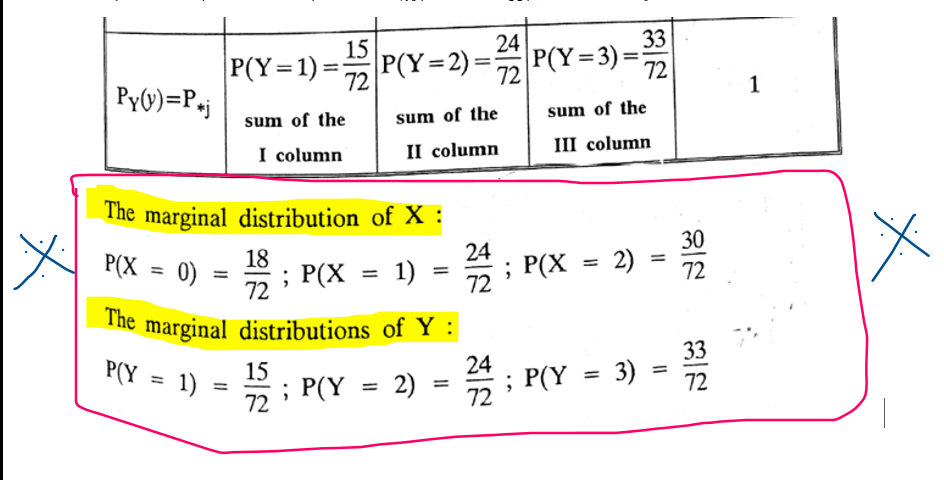 P_Y(y)=P_{*j} P(Y=1)=15/72 P(Y=2)=24/72 P(Y=3)=33/72 1
sum of the sum of the sum of the
I column II column III column
The marginal distribution of X :
P(X = 0) = 18/72 ; P(X = 1) = 24/72 ; P(X = 2) = 30/72
The marginal distributions of Y :
P(Y = 1) = 15/72 ; P(Y = 2) = 24/72 ; P(Y = 3) = 33/72